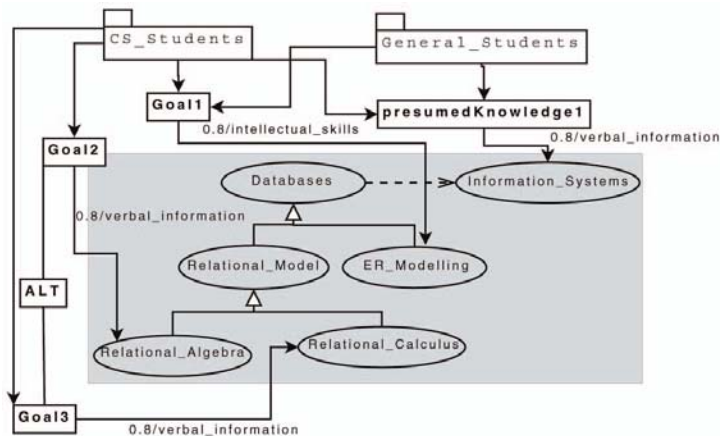 CS_Students
General_Students
Goal1
presumedKnowledge1
0.8/intellectual_skills
0.8/verbal_information
Goal2
Databases
Information_Systems
0.8/verbal_information
Relational_Model
ER_Modelling
ALT
Relational_Algebra
Relational_Calculus
Goal3
0.8/verbal_information